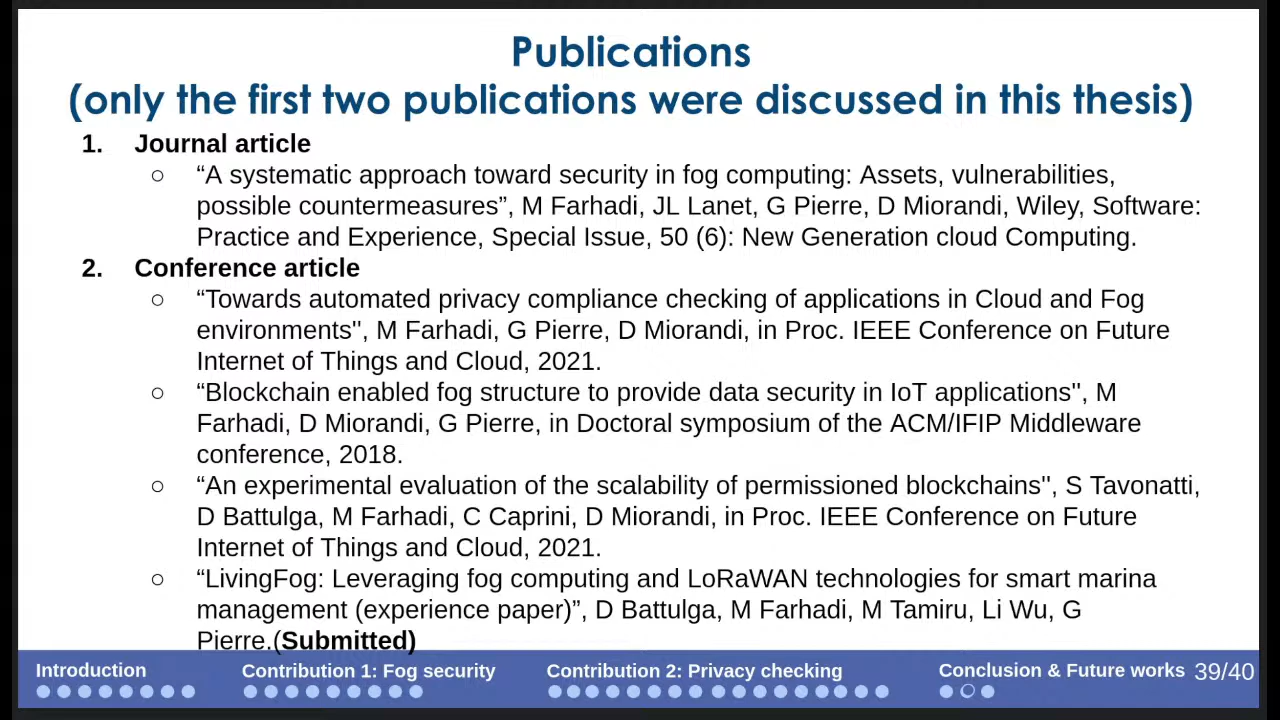 Publications
(only the first two publications were discussed in this thesis)
1. Journal article
○ “A systematic approach toward security in fog computing: Assets, vulnerabilities,
possible countermeasures”, M Farhadi, JL Lanet, G Pierre, D Miorandi, Wiley, Software:
Practice and Experience, Special Issue, 50 (6): New Generation cloud Computing.
2. Conference article
○ “Towards automated privacy compliance checking of applications in Cloud and Fog
environments", M Farhadi, G Pierre, D Miorandi, in Proc. IEEE Conference on Future
Internet of Things and Cloud, 2021.
○ “Blockchain enabled fog structure to provide data security in IoT applications", M
Farhadi, D Miorandi, G Pierre, in Doctoral symposium of the ACM/IFIP Middleware
conference, 2018.
○ “An experimental evaluation of the scalability of permissioned blockchains", S Tavonatti,
D Battulga, M Farhadi, C Caprini, D Miorandi, in Proc. IEEE Conference on Future
Internet of Things and Cloud, 2021.
○ “LivingFog: Leveraging fog computing and LoRaWAN technologies for smart marina
management (experience paper)”, D Battulga, M Farhadi, M Tamiru, Li Wu, G
Pierre.(Submitted)
Introduction Contribution 1: Fog security Contribution 2: Privacy checking Conclusion & Future works 39/40